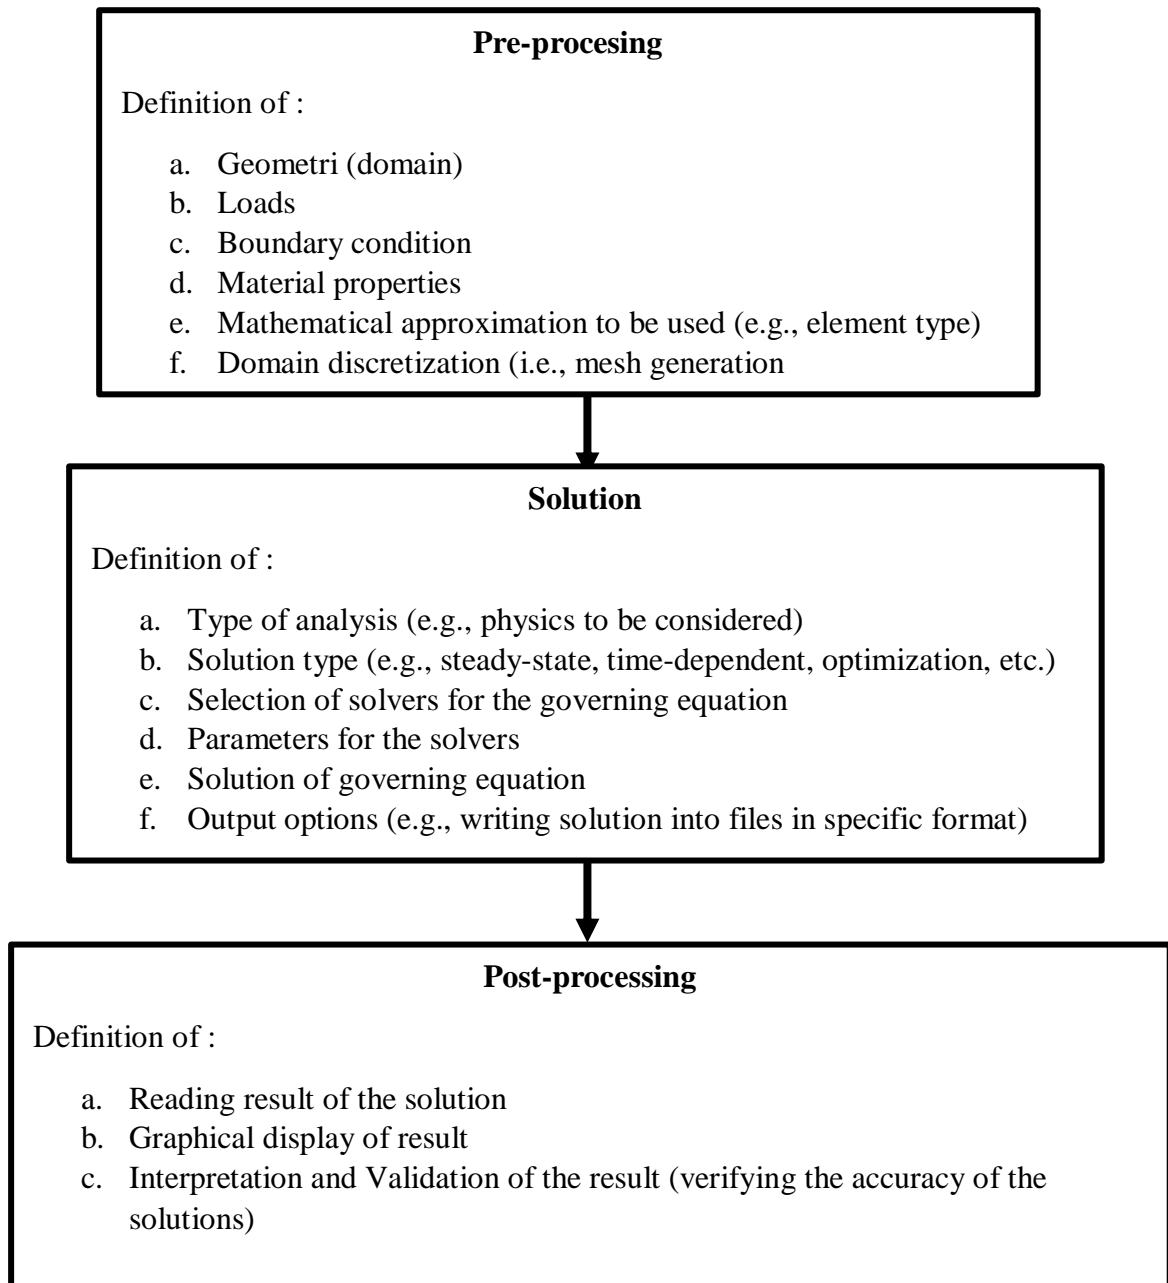 Pre-procesing
Definition of :
a. Geometri (domain)
b. Loads
c. Boundary condition
d. Material properties
e. Mathematical approximation to be used (e.g., element type)
f. Domain discretization (i.e., mesh generation
Solution
Definition of :
a. Type of analysis (e.g., physics to be considered)
b. Solution type (e.g., steady-state, time-dependent, optimization, etc.)
c. Selection of solvers for the governing equation
d. Parameters for the solvers
e. Solution of governing equation
f. Output options (e.g., writing solution into files in specific format)
Post-processing
Definition of :
a. Reading result of the solution
b. Graphical display of result
c. Interpretation and Validation of the result (verifying the accuracy of the
solutions)